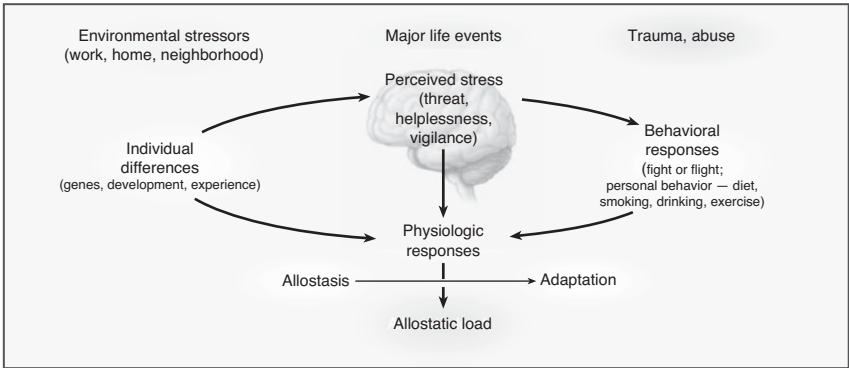 Environmental stressors
(work, home, neighborhood)
Major life events
Trauma, abuse
Perceived stress
(threat,
helplessness,
vigilance)
Individual
differences
(genes, development, experience)
Behavioral
responses
(fight or flight;
personal behavior — diet,
smoking, drinking, exercise)
Physiologic
responses
Allostasis
Adaptation
Allostatic load